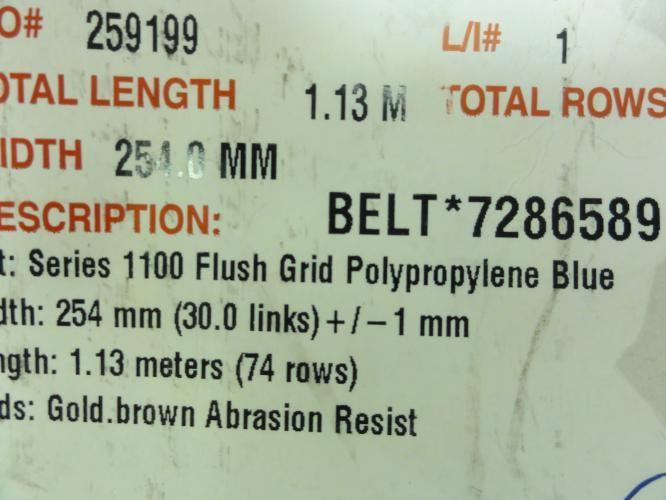 O# 259199 L/I# 1
OTAL LENGTH 1.13 M TOTAL ROWS
IDTH 254.0 MM
ESCRIPTION: BELT*7286589
t: Series 1100 Flush Grid Polypropylene Blue
dth: 254 mm (30.0 links) +/-1 mm
ngth: 1.13 meters (74 rows)
ds: Gold.brown Abrasion Resist